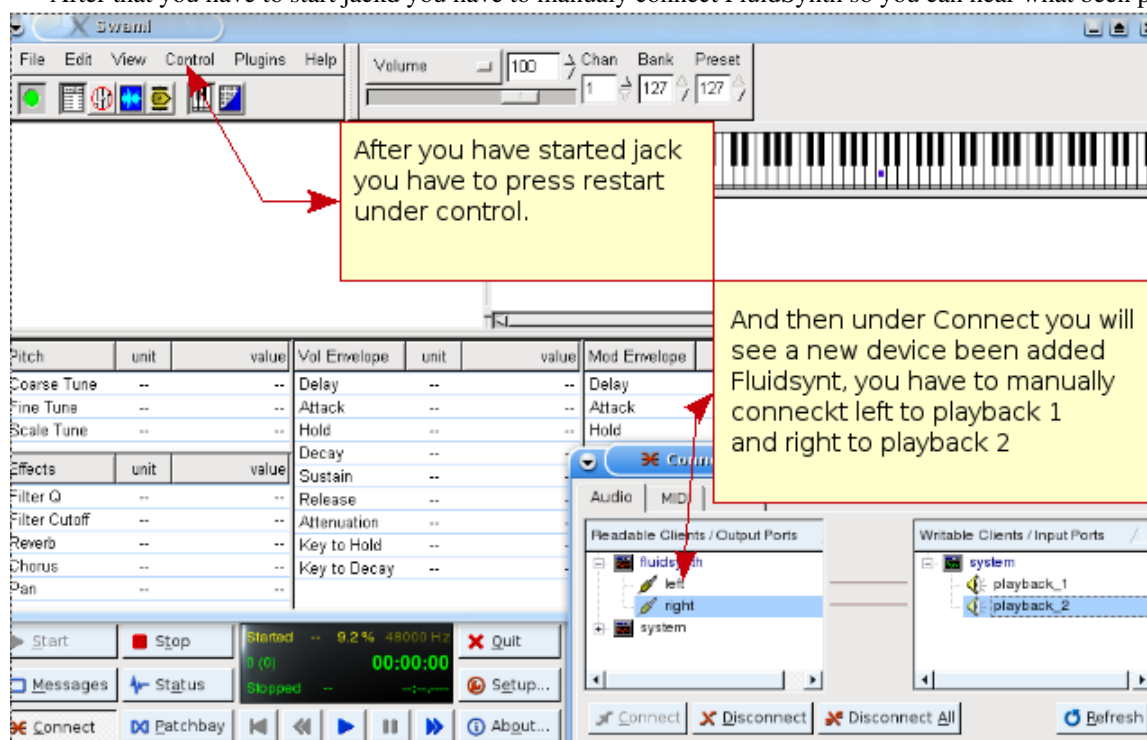 After that you have to start jackd you have to manualy connect FluidSynth so you can hear what been p
Swami
File Edit View Control Plugins Help
Volume 100 Chan Bank Preset
1 127 127
After you have started jack
you have to press restart
under control.
And then under Connect you will
see a new device been added
Fluidsynt, you have to manually
conneckt left to playback 1
and right to playback 2
Pitch unit value Vol Envelope unit value Mod Envelope
Coarse Tune -- -- Delay -- -- Delay
Fine Tune -- -- Attack -- -- Attack
Scale Tune -- -- Hold -- -- Hold
Decay --
Effects unit value Sustain --
Filter Q -- -- Release --
Filter Cutoff -- -- Attenuation --
Reverb -- -- Key to Hold --
Chorus -- -- Key to Decay --
Pan -- --
Audio MIDI
Readable Clients / Output Ports Writable Clients / Input Ports
fluidsynth system
left playback_1
right playback_2
system
Start Stop Started -- 9.2 % 48000 Hz Quit
0 (0) 00:00:00
Messages Status Stopped -- --:--.---- Setup...
Connect Patchbay About...
Connect Disconnect Disconnect All Refresh